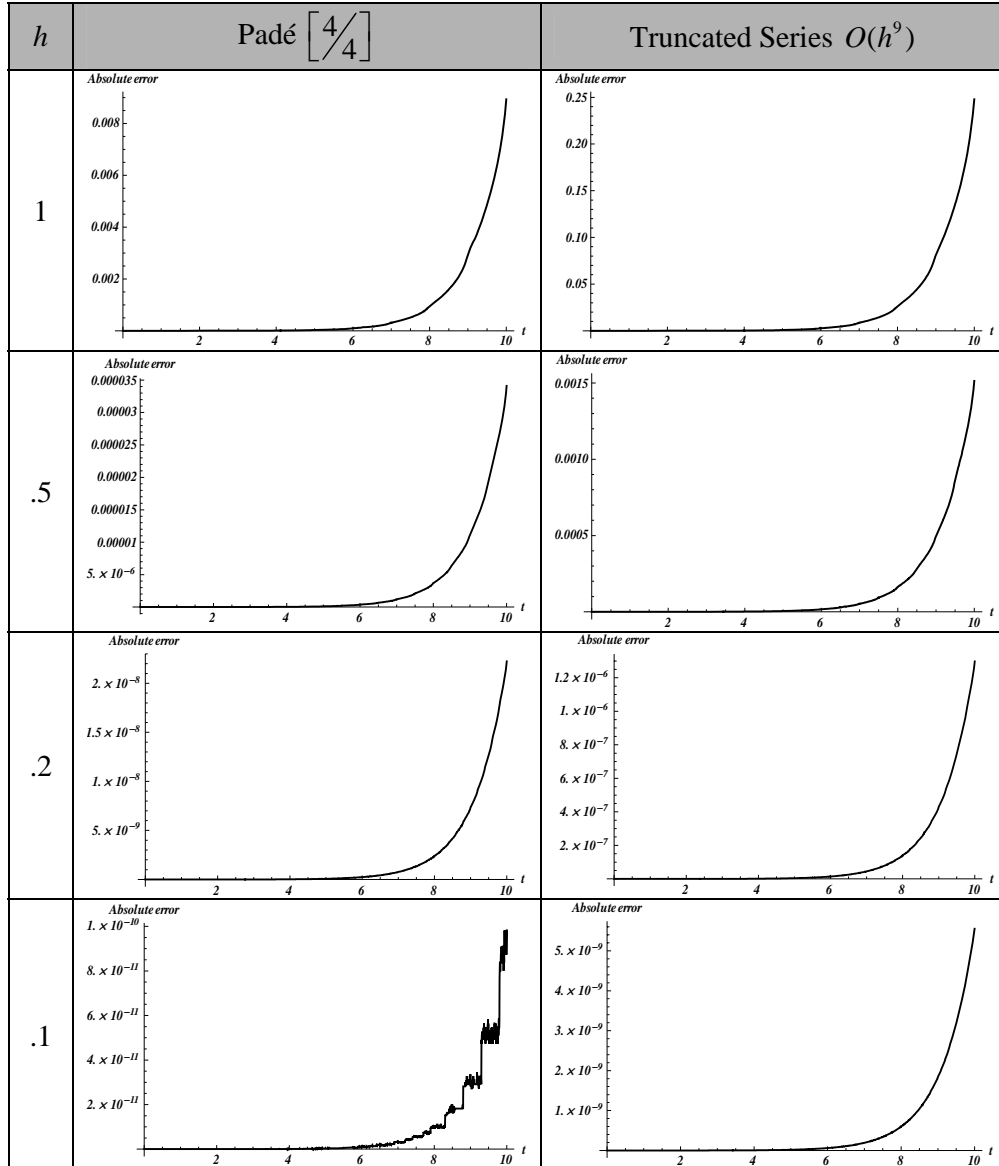 h Padé [4/4] Truncated Series O(h⁹)
1
Absolute error
0.008
0.006
0.004
0.002
2 4 6 8 10 t
Absolute error
0.25
0.20
0.15
0.10
0.05
2 4 6 8 10 t
.5
Absolute error
0.000035
0.00003
0.000025
0.00002
0.000015
0.00001
5. × 10⁻⁶
2 4 6 8 10 t
Absolute error
0.0015
0.0010
0.0005
2 4 6 8 10 t
.2
Absolute error
2. × 10⁻⁸
1.5 × 10⁻⁸
1. × 10⁻⁸
5. × 10⁻⁹
2 4 6 8 10 t
Absolute error
1.2 × 10⁻⁶
1. × 10⁻⁶
8. × 10⁻⁷
6. × 10⁻⁷
4. × 10⁻⁷
2. × 10⁻⁷
2 4 6 8 10 t
.1
Absolute error
1. × 10⁻¹⁰
8. × 10⁻¹¹
6. × 10⁻¹¹
4. × 10⁻¹¹
2. × 10⁻¹¹
2 4 6 8 10 t
Absolute error
5. × 10⁻⁹
4. × 10⁻⁹
3. × 10⁻⁹
2. × 10⁻⁹
1. × 10⁻⁹
2 4 6 8 10 t